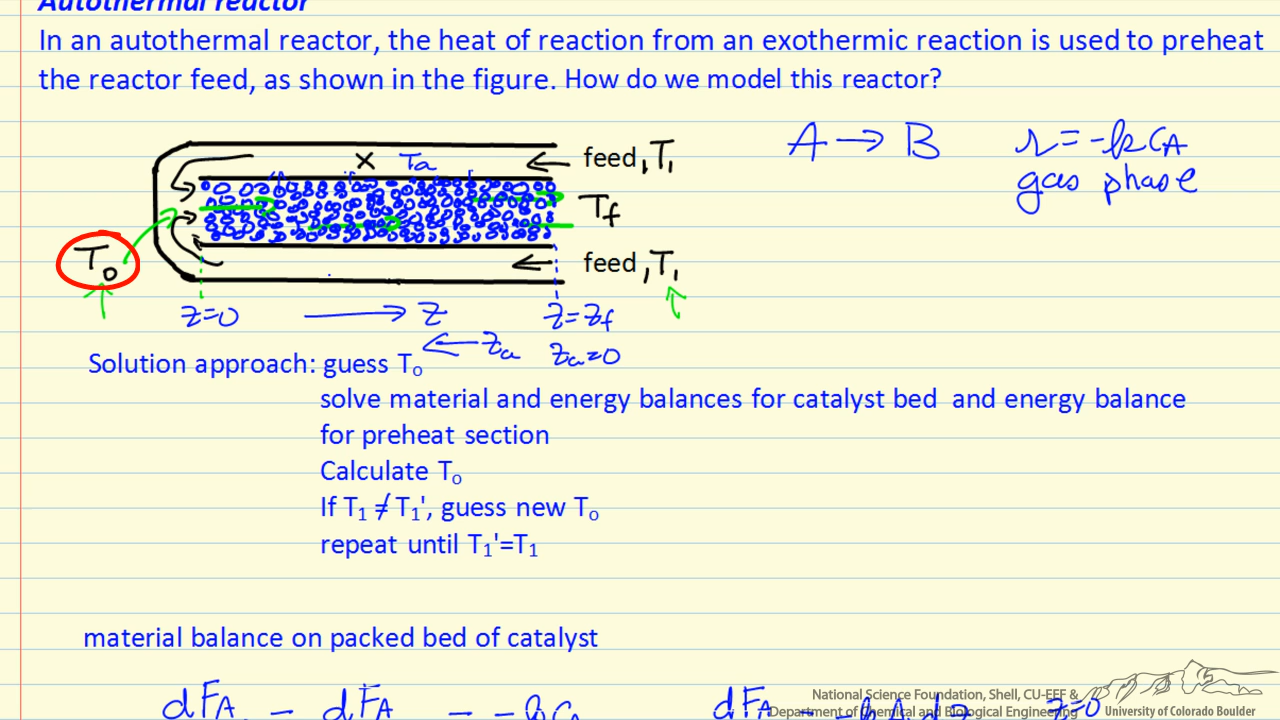 Autothermal reactor
In an autothermal reactor, the heat of reaction from an exothermic reaction is used to preheat
the reactor feed, as shown in the figure. How do we model this reactor?
A → B r = -kCA
gas phase
x Ta ← feed, T1
Tf
T0
← feed, T1
z=0 → z z=zf
← za za=0
Solution approach: guess To
solve material and energy balances for catalyst bed and energy balance
for preheat section
Calculate To
If T1 ≠ T1', guess new To
repeat until T1'=T1
material balance on packed bed of catalyst
dFA = dFA = -kCA dFA = z=0
National Science Foundation, Shell, CU-EEF &
Department of Chemical and Biological Engineering University of Colorado Boulder